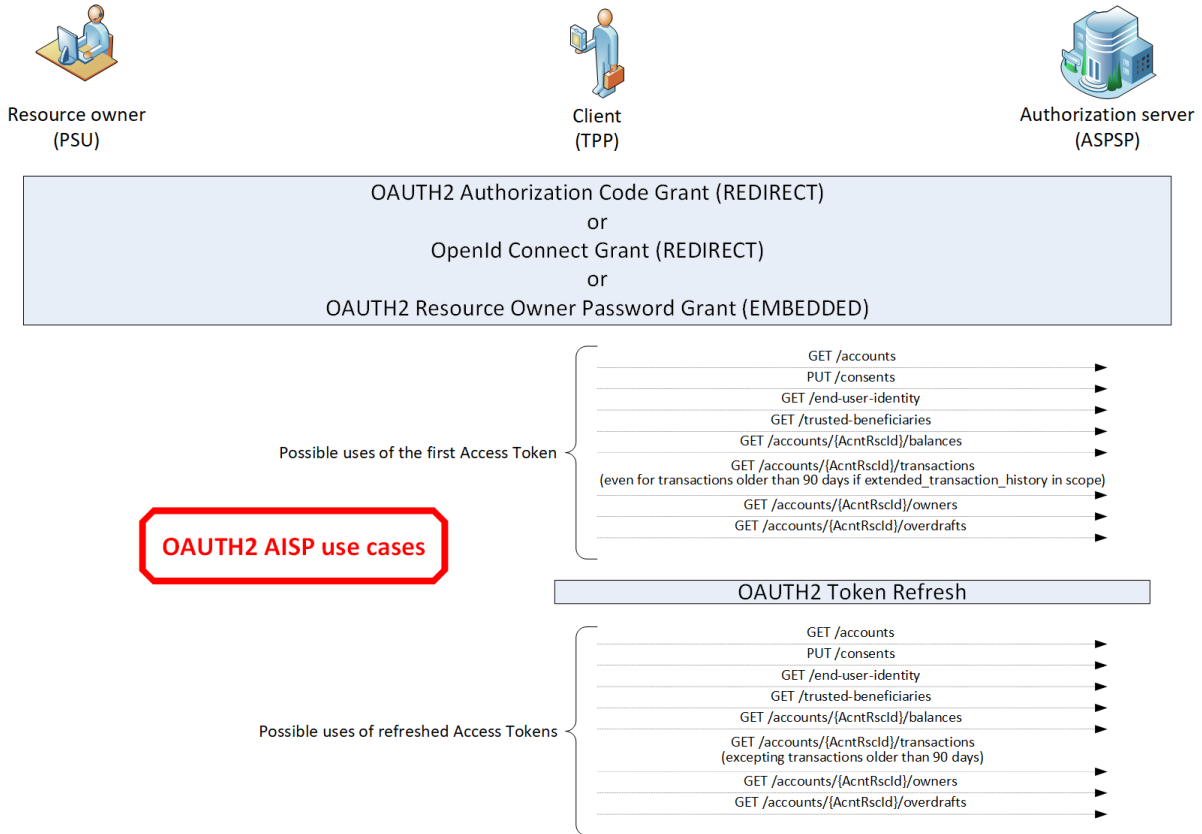 Resource owner
(PSU)
Client
(TPP)
Authorization server
(ASPSP)
OAUTH2 Authorization Code Grant (REDIRECT)
or
OpenId Connect Grant (REDIRECT)
or
OAUTH2 Resource Owner Password Grant (EMBEDDED)
Possible uses of the first Access Token
GET /accounts
PUT /consents
GET /end-user-identity
GET /trusted-beneficiaries
GET /accounts/{AcntRscId}/balances
GET /accounts/{AcntRscId}/transactions
(even for transactions older than 90 days if extended_transaction_history in scope)
GET /accounts/{AcntRscId}/owners
GET /accounts/{AcntRscId}/overdrafts
OAUTH2 AISP use cases
OAUTH2 Token Refresh
Possible uses of refreshed Access Tokens
GET /accounts
PUT /consents
GET /end-user-identity
GET /trusted-beneficiaries
GET /accounts/{AcntRscId}/balances
GET /accounts/{AcntRscId}/transactions
(excepting transactions older than 90 days)
GET /accounts/{AcntRscId}/owners
GET /accounts/{AcntRscId}/overdrafts